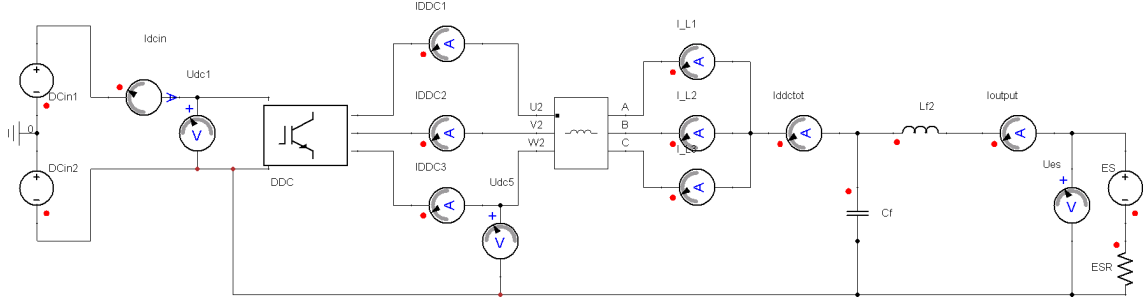 IDDC1
I_L1
Idcin
A
A
Udc1
DCin1
+
-
A
+
V
IDDC2
I_L2
Iddctot
Lf2
Ioutput
U2
A
V2
B
W2
C
0
A
A
A
A
I_L3
DCin2
+
-
DDC
IDDC3
Udc5
A
+
V
A
Cf
Ues
+
V
ES
+
-
ESR